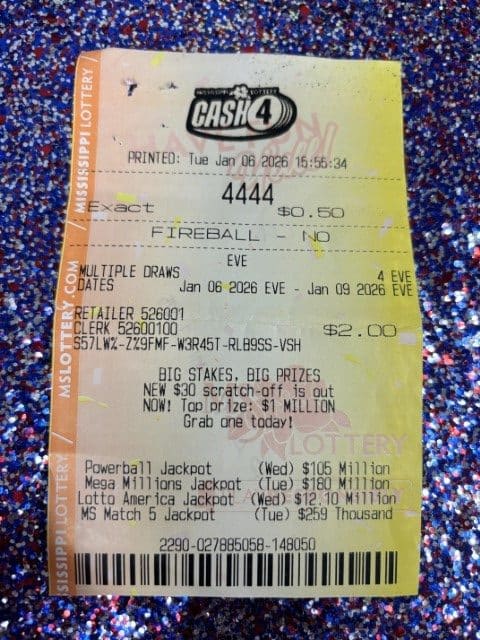 MISSISSIPPI LOTTERY
CASH 4
PRINTED: Tue Jan 06 2026 15:55:34
4444
Exact $0.50
FIREBALL - NO
EVE
MULTIPLE DRAWS 4 EVE
DATES Jan 06 2026 EVE - Jan 09 2026 EVE
RETAILER 526001
CLERK 52600100 $2.00
S57LW%-Z%9FMF-W3R45T-RLB9SS-VSH
BIG STAKES, BIG PRIZES
NEW $30 scratch-off is out
NOW! Top prize: $1 MILLION
Grab one today!
Powerball Jackpot (Wed) $105 Million
Mega Millions Jackpot (Tue) $180 Million
Lotto America Jackpot (Wed) $12.10 Million
MS Match 5 Jackpot (Tue) $259 Thousand
2290-027885058-148050
MISSISSIPPI LOTTERY / MSLOTTERY.COM / MISSISSIPPI LOTTERY
LOTTERY